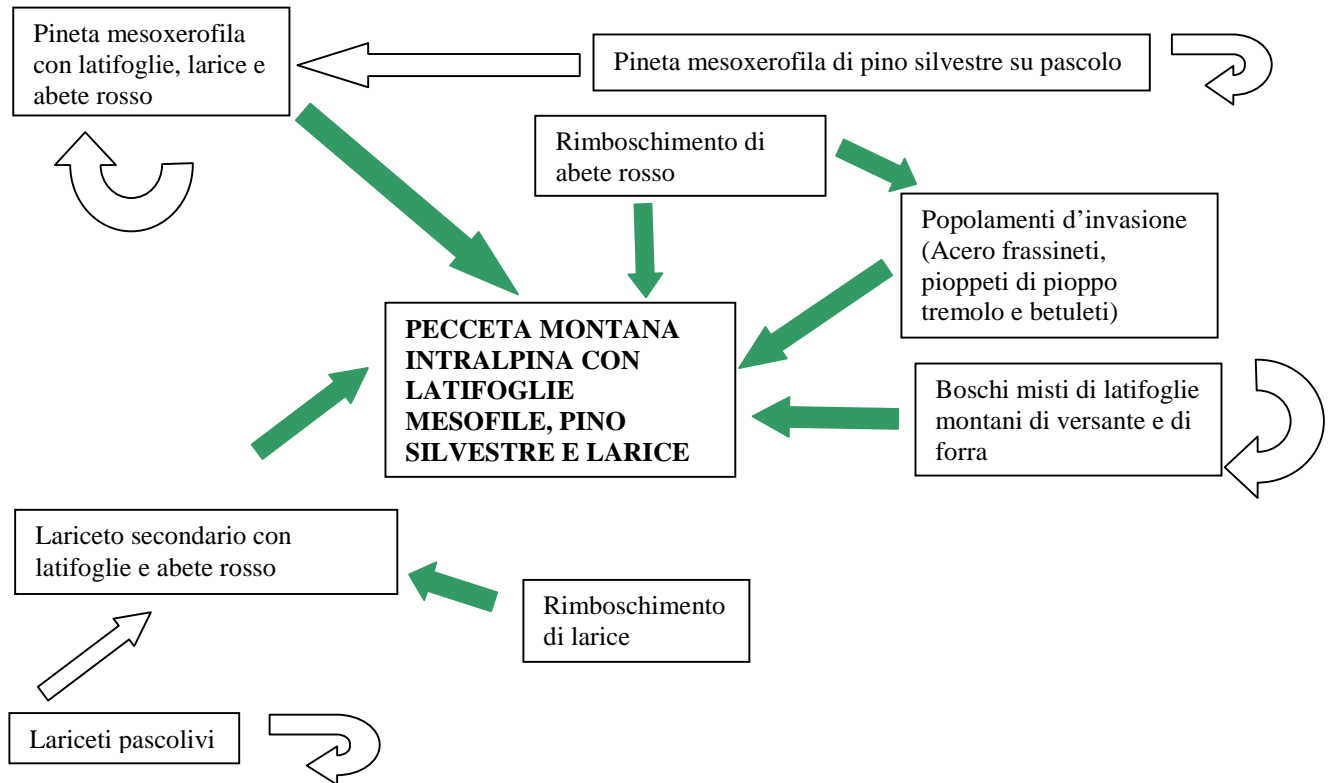 Pineta mesoxerofila
con latifoglie, larice e
abete rosso
Pineta mesoxerofila di pino silvestre su pascolo
Rimboschimento di
abete rosso
Popolamenti d’invasione
(Acero frassineti,
pioppeti di pioppo
tremolo e betuleti)
PECCETA MONTANA
INTRALPINA CON
LATIFOGLIE
MESOFILE, PINO
SILVESTRE E LARICE
Boschi misti di latifoglie
montani di versante e di
forra
Lariceto secondario con
latifoglie e abete rosso
Rimboschimento
di larice
Lariceti pascolivi